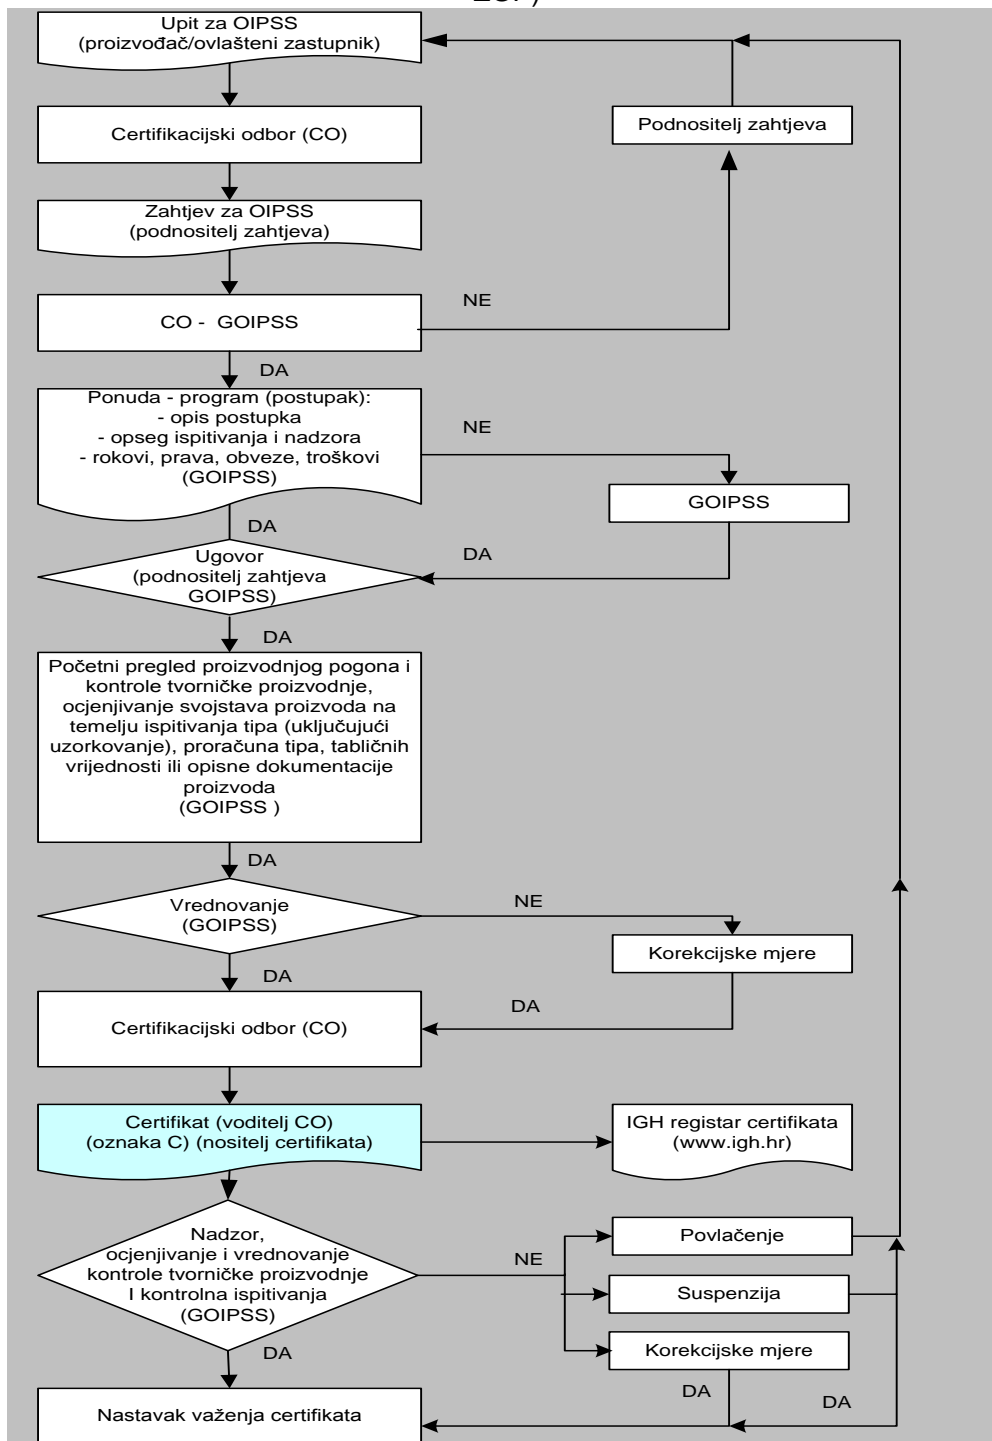 Upit za OIPSS
(proizvođač/ovlašteni zastupnik)
Certifikacijski odbor (CO)
Podnositelj zahtjeva
Zahtjev za OIPSS
(podnositelj zahtjeva)
CO - GOIPSS
NE
DA
Ponuda - program (postupak):
- opis postupka
- opseg ispitivanja i nadzora
- rokovi, prava, obveze, troškovi
(GOIPSS)
NE
GOIPSS
DA
Ugovor
(podnositelj zahtjeva
GOIPSS)
DA
DA
Početni pregled proizvodnjog pogona i
kontrole tvorničke proizvodnje,
ocjenjivanje svojstava proizvoda na
temelju ispitivanja tipa (uključujući
uzorkovanje), proračuna tipa, tabličnih
vrijednosti ili opisne dokumentacije
proizvoda
(GOIPSS )
DA
Vrednovanje
(GOIPSS)
NE
Korekcijske mjere
DA
Certifikacijski odbor (CO)
DA
Certifikat (voditelj CO)
(oznaka C) (nositelj certifikata)
IGH registar certifikata
(www.igh.hr)
Nadzor,
ocjenjivanje i vrednovanje
kontrole tvorničke proizvodnje
I kontrolna ispitivanja
(GOIPSS)
NE
Povlačenje
Suspenzija
Korekcijske mjere
DA
DA
DA
Nastavak važenja certifikata